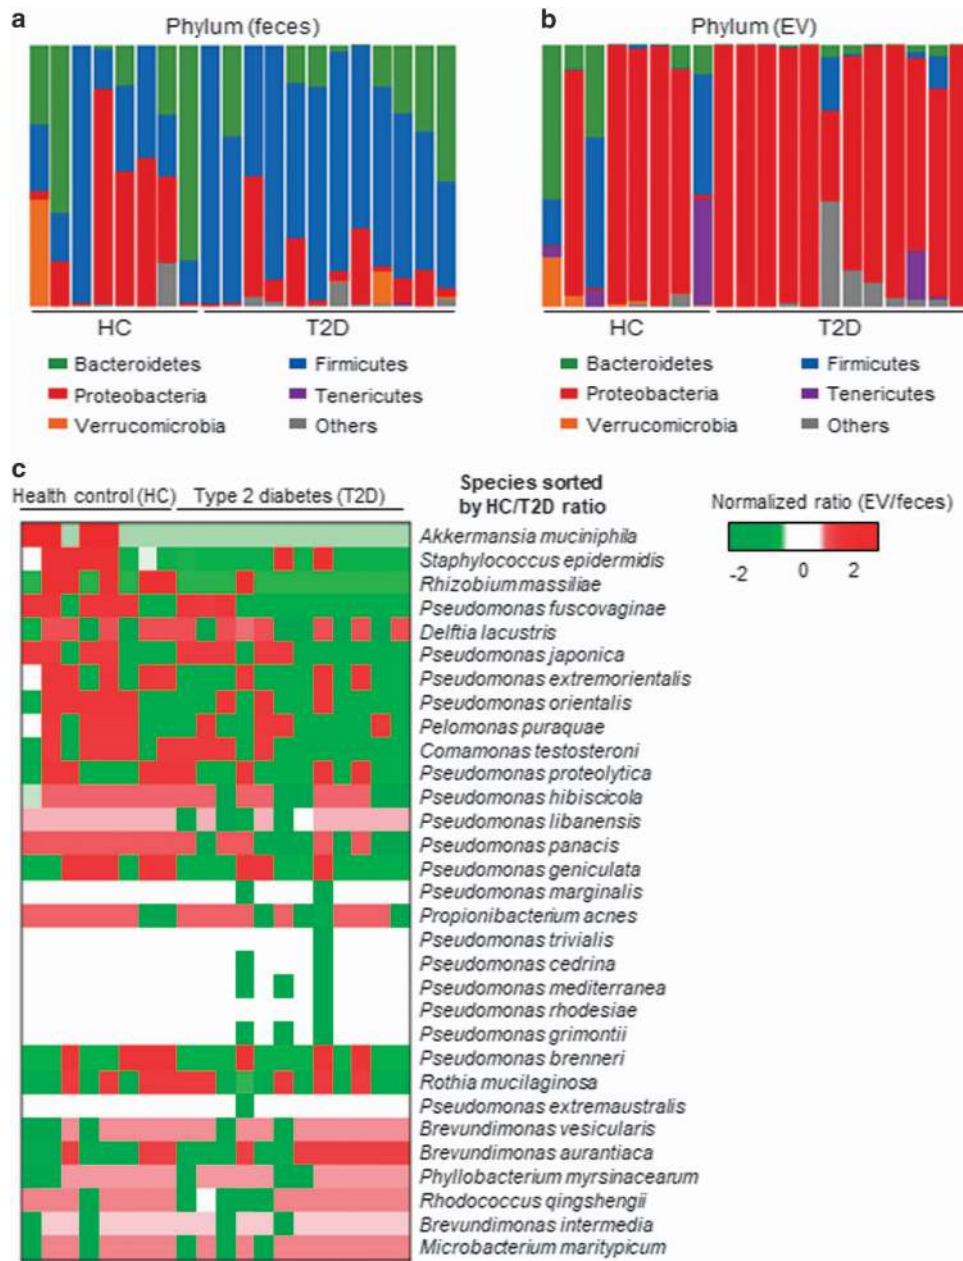 a
Phylum (feces)
HC
T2D
Bacteroidetes
Firmicutes
Proteobacteria
Tenericutes
Verrucomicrobia
Others
b
Phylum (EV)
HC
T2D
Bacteroidetes
Firmicutes
Proteobacteria
Tenericutes
Verrucomicrobia
Others
c
Health control (HC)
Type 2 diabetes (T2D)
Species sorted
by HC/T2D ratio
Normalized ratio (EV/feces)
-2 0 2
Akkermansia muciniphila
Staphylococcus epidermidis
Rhizobium massiliae
Pseudomonas fuscovaginae
Delftia lacustris
Pseudomonas japonica
Pseudomonas extremorientalis
Pseudomonas orientalis
Pelomonas puraquae
Comamonas testosteroni
Pseudomonas proteolytica
Pseudomonas hibiscicola
Pseudomonas libanensis
Pseudomonas panacis
Pseudomonas geniculata
Pseudomonas marginalis
Propionibacterium acnes
Pseudomonas trivialis
Pseudomonas cedrina
Pseudomonas mediterranea
Pseudomonas rhodesiae
Pseudomonas grimontii
Pseudomonas brenneri
Rothia mucilaginosa
Pseudomonas extremaustralis
Brevundimonas vesicularis
Brevundimonas aurantiaca
Phyllobacterium myrsinacearum
Rhodococcus qingshengii
Brevundimonas intermedia
Microbacterium maritypicum